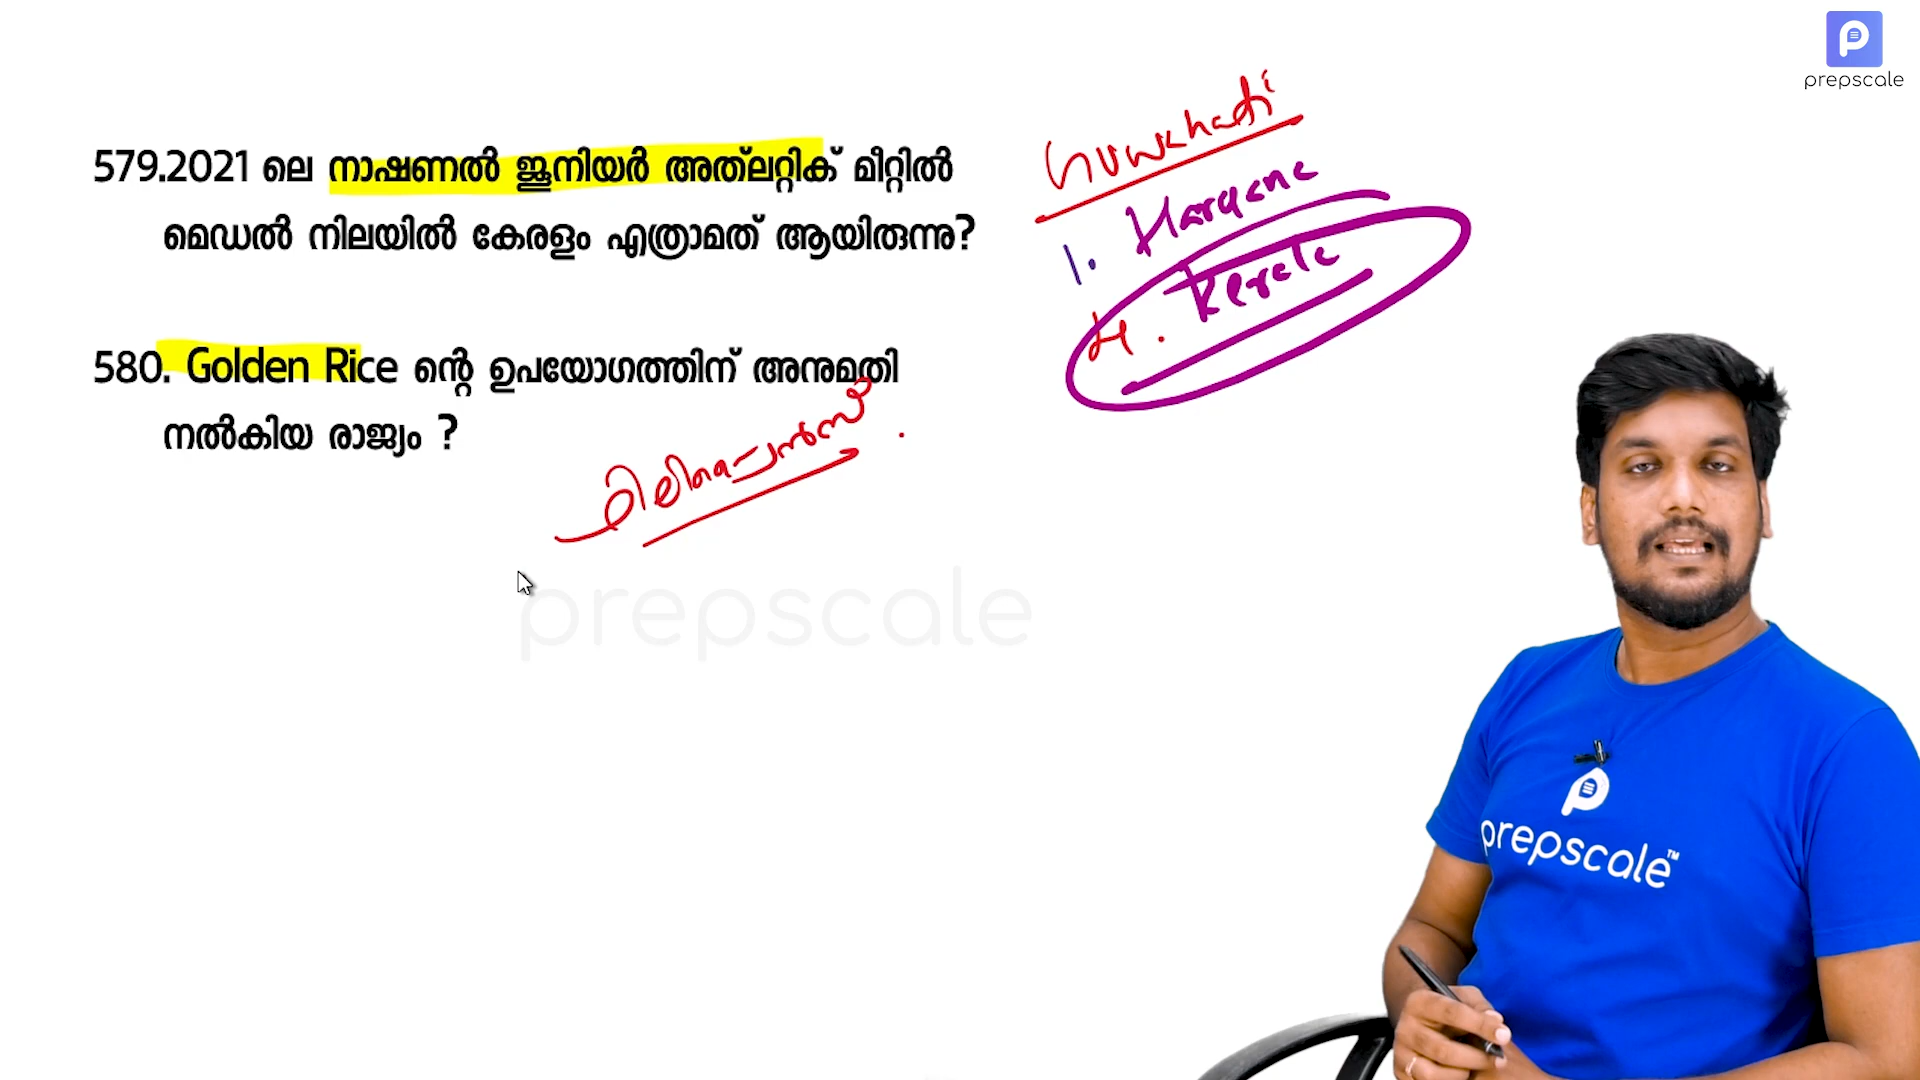 prepscale
579.2021 ലെ നാഷണൽ ജൂനിയർ അത്‌ലറ്റിക് മീറ്റിൽ
മെഡൽ നിലയിൽ കേരളം എത്രാമത് ആയിരുന്നു?
Guwahati
1. Haryana
4. Kerala
580. Golden Rice ന്റെ ഉപയോഗത്തിന് അനുമതി
നൽകിയ രാജ്യം ?
ഫിലിപ്പൈൻസ്
prepscale
prepscale™